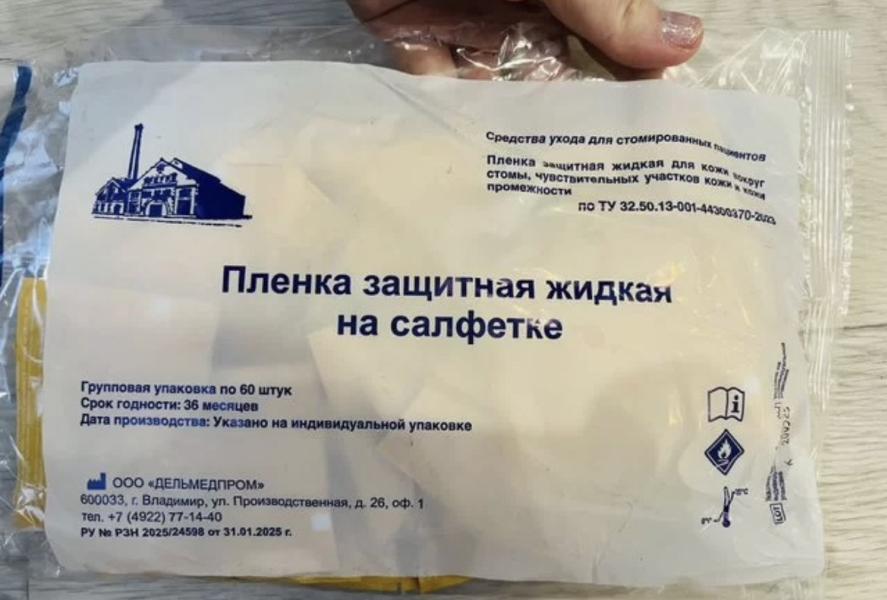 Средства ухода для стомированных пациентов
Пленка защитная жидкая для кожи вокруг
стомы, чувствительных участков кожи и кожи
промежности
по ТУ 32.50.13-001-44300370-2023
Пленка защитная жидкая
на салфетке
Групповая упаковка по 60 штук
Срок годности: 36 месяцев
Дата производства: Указано на индивидуальной упаковке
ООО «ДЕЛЬМЕДПРОМ»
600033, г. Владимир, ул. Производственная, д. 26, оф. 1
тел. +7 (4922) 77-14-40
РУ № РЗН 2025/24598 от 31.01.2025 г.
LOT